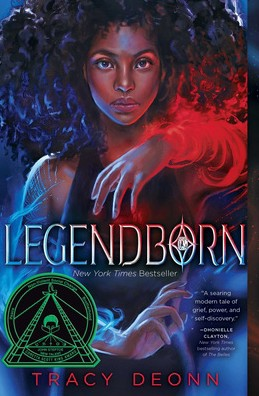 LEGENDBORN
New York Times Bestseller
"A searing
modern tale of
grief, power, and
self-discovery."
—DHONIELLE
CLAYTON,
New York Times
bestselling author
of The Belles
TRACY DEONN